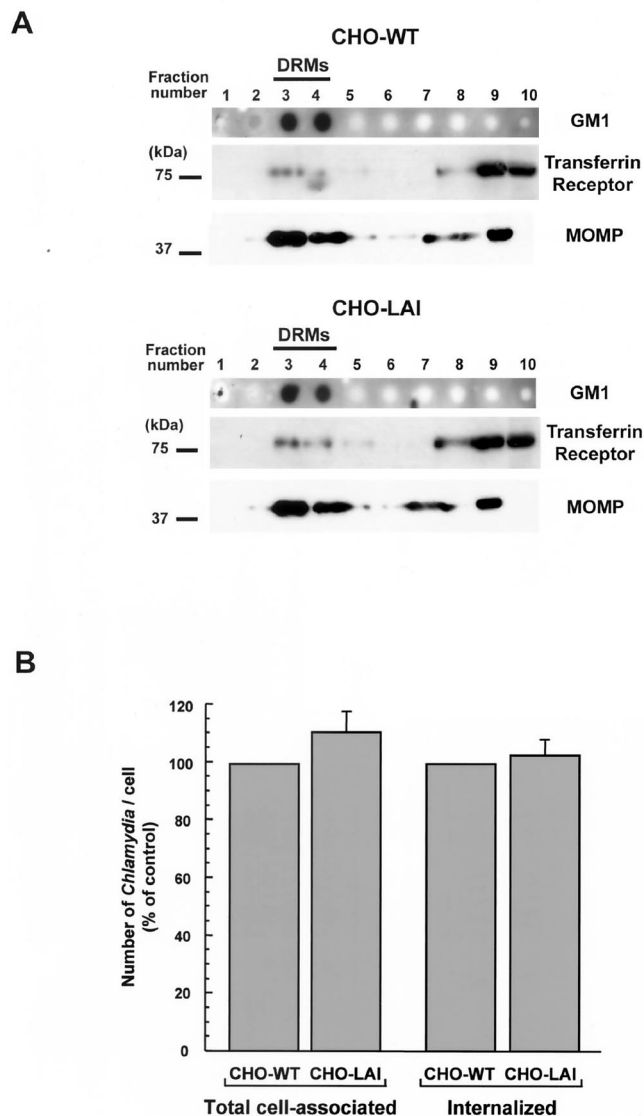 A
CHO-WT
DRMs
Fraction
number
1 2 3 4 5 6 7 8 9 10
GM1
(kDa)
75
Transferrin
Receptor
37
MOMP
CHO-LAI
DRMs
Fraction
number
1 2 3 4 5 6 7 8 9 10
GM1
(kDa)
75
Transferrin
Receptor
37
MOMP
B
Number of Chlamydia / cell
(% of control)
120
100
80
60
40
20
0
CHO-WT CHO-LAI CHO-WT CHO-LAI
Total cell-associated Internalized